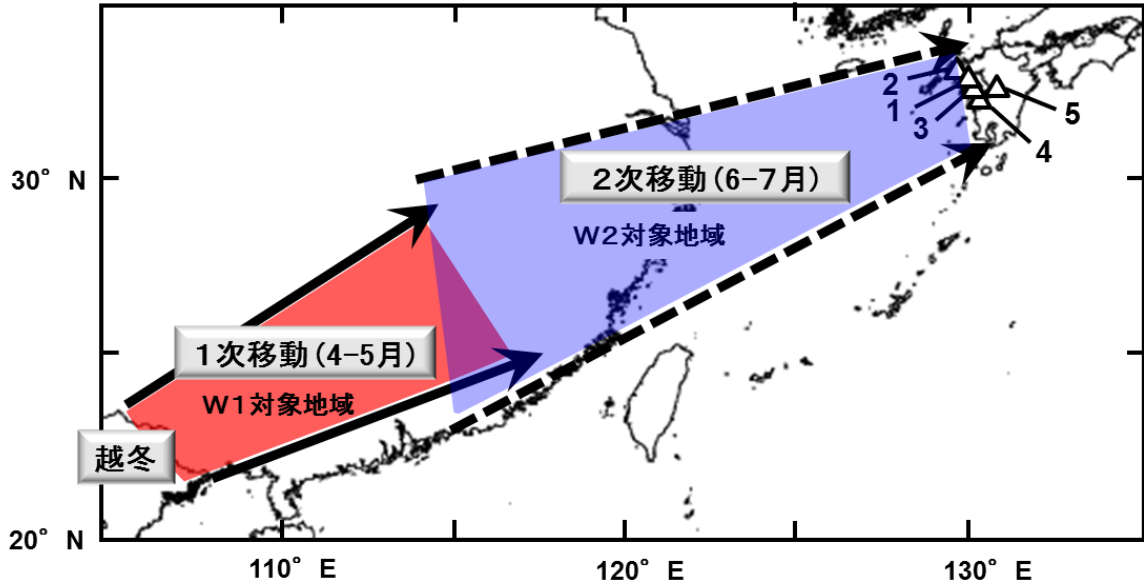 2
1
3
5
4
30° N
2次移動(6-7月)
W2対象地域
1次移動(4-5月)
W1対象地域
越冬
20° N
110° E
120° E
130° E